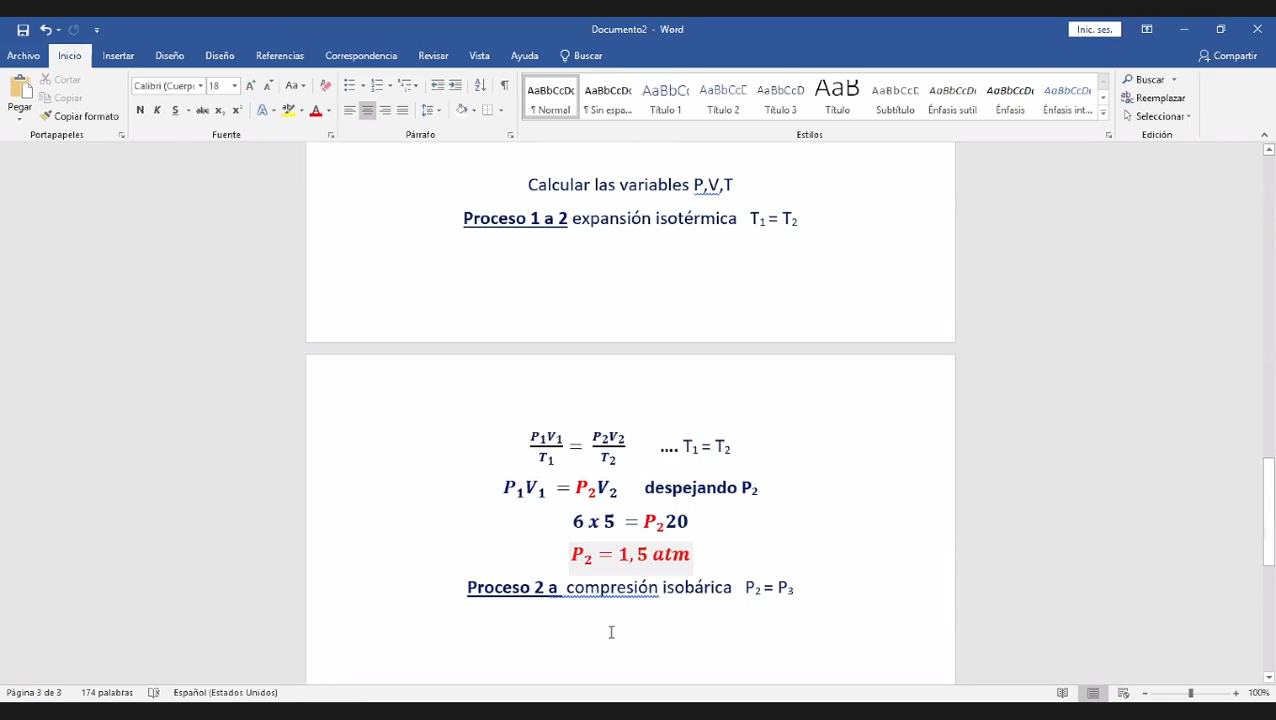 Documento2 - Word
Inic. ses.
Archivo Inicio Insertar Diseño Diseño Referencias Correspondencia Revisar Vista Ayuda Buscar Compartir
Pegar
Cortar
Copiar
Copiar formato
Portapapeles
Calibri (Cuerp 18
N K S abc x₂ x²
Fuente
Párrafo
AaBbCcDc ¶ Normal
AaBbCcDc ¶ Sin espa...
AaBbCc Título 1
AaBbCcC Título 2
AaBbCcD Título 3
AaB Título
AaBbCcC Subtítulo
AaBbCcDc Énfasis sutil
AaBbCcDc Énfasis
AaBbCcDc Énfasis int...
Estilos
Buscar
Reemplazar
Seleccionar
Edición
Calcular las variables P,V,T
Proceso 1 a 2 expansión isotérmica T₁ = T₂
P₁V₁/T₁ = P₂V₂/T₂ .... T₁ = T₂
P₁V₁ = P₂V₂ despejando P₂
6 x 5 = P₂20
P₂ = 1,5 atm
Proceso 2 a compresión isobárica P₂ = P₃
Página 3 de 3 174 palabras Español (Estados Unidos) 100%